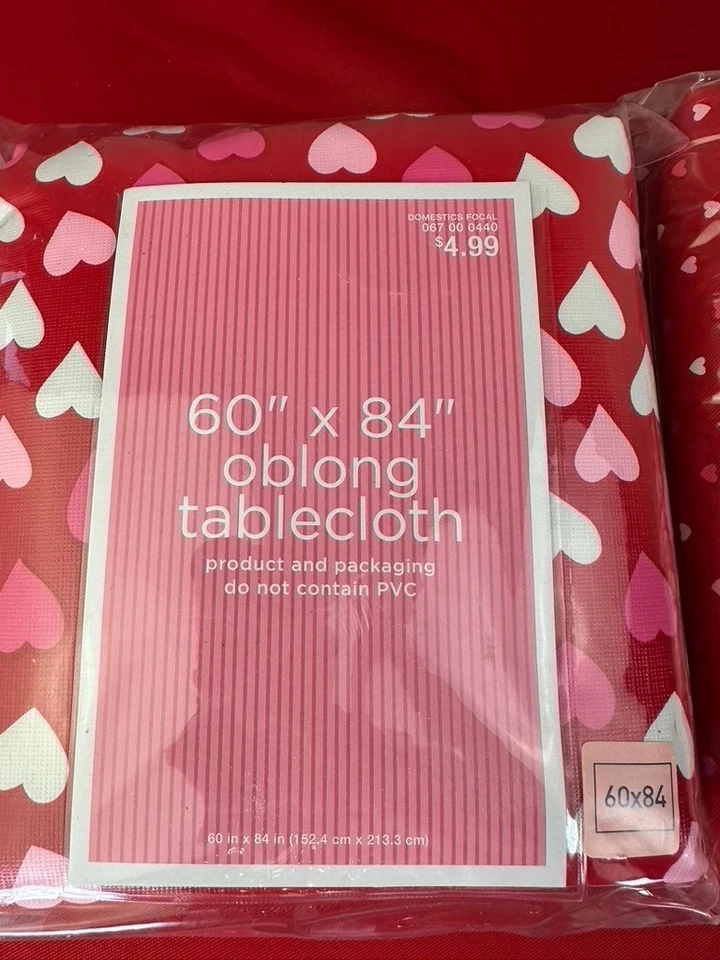 DOMESTICS FOCAL
067 00 0440
$4.99
60" x 84"
oblong
tablecloth
product and packaging
do not contain PVC
60 in x 84 in (152.4 cm x 213.3 cm)
60x84